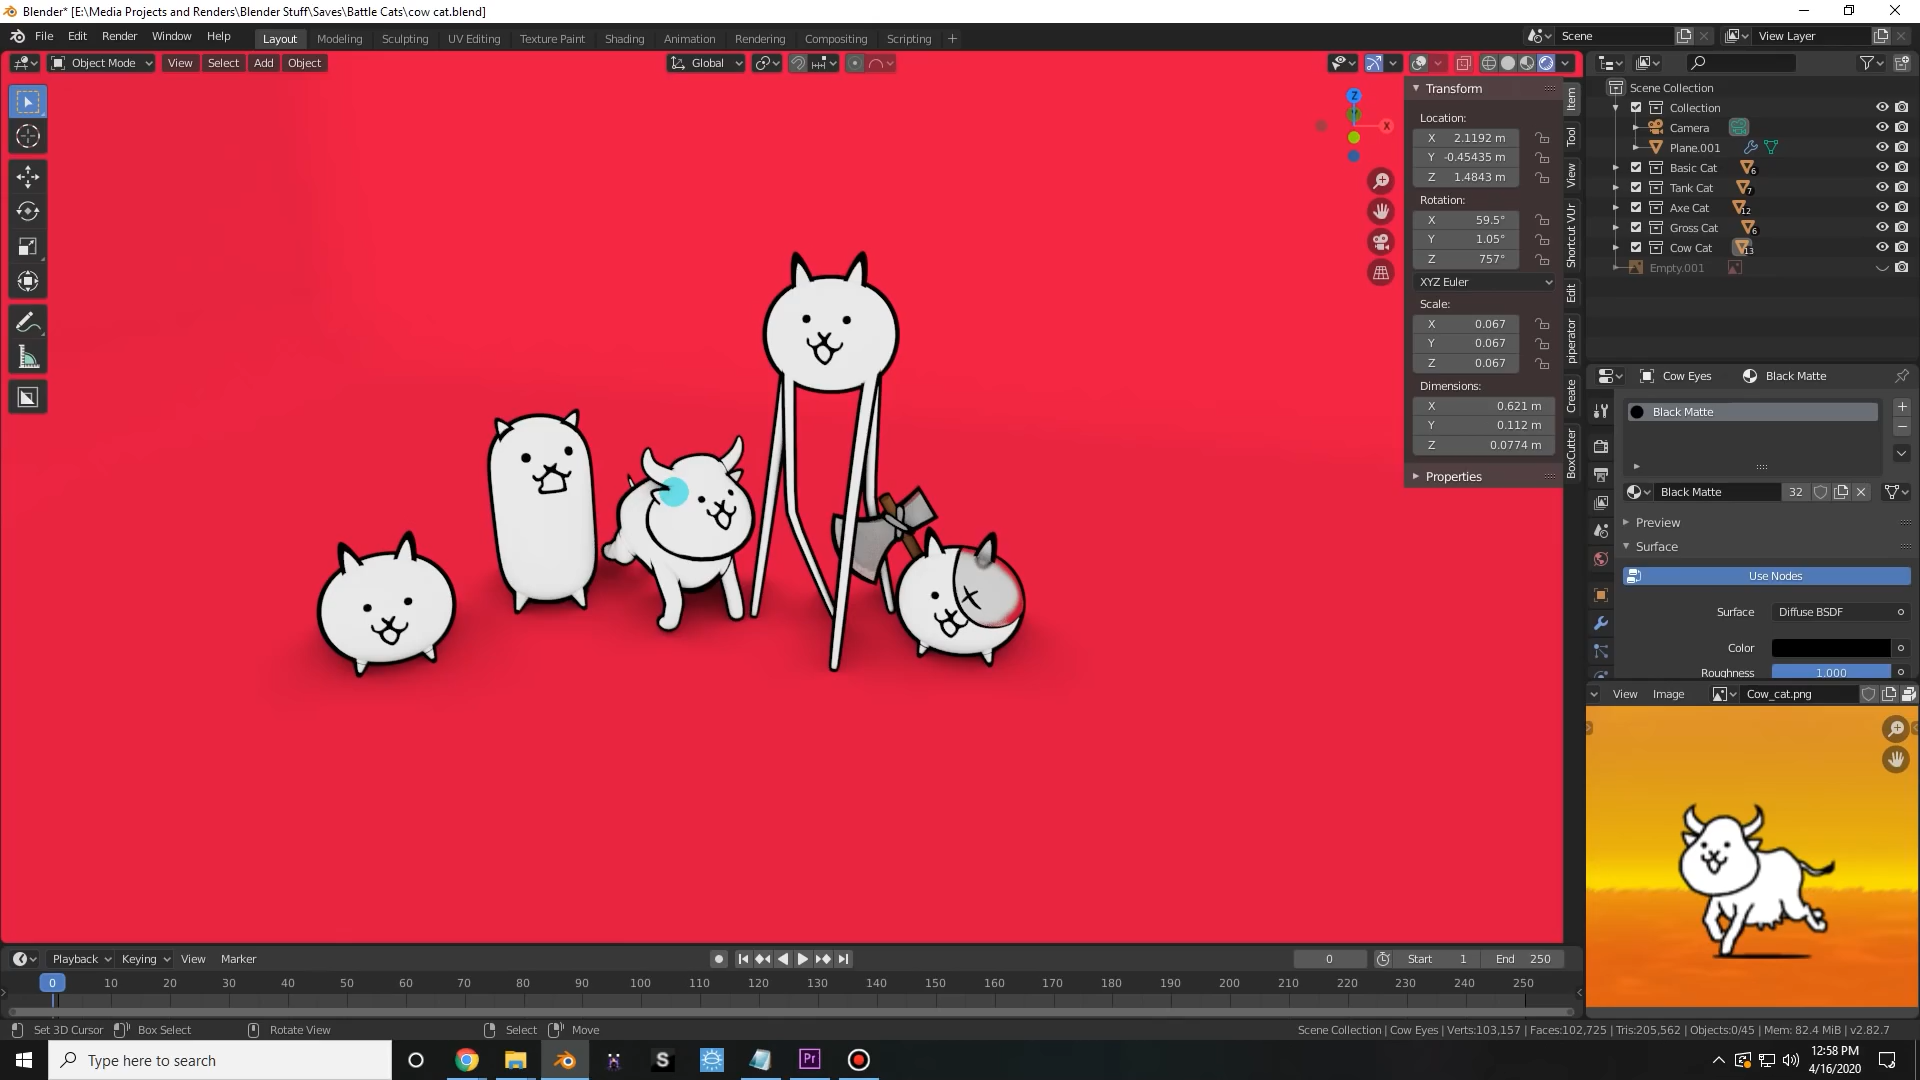 Blender* [E:\Media Projects and Renders\Blender Stuff\Saves\Battle Cats\cow cat.blend]
File Edit Render Window Help Layout Modeling Sculpting UV Editing Texture Paint Shading Animation Rendering Compositing Scripting Scene View Layer
Object Mode View Select Add Object Global
Transform
Location:
X 2.1192 m
Y -0.45435 m
Z 1.4843 m
Rotation:
X 59.5°
Y 1.05°
Z 757°
XYZ Euler
Scale:
X 0.067
Y 0.067
Z 0.067
Dimensions:
X 0.621 m
Y 0.112 m
Z 0.0774 m
Properties
Item
Tool
View
Shortcut VUr
Edit
piperator
Create
BoxCutter
Z
Y
X
Scene Collection
Collection
Camera
Plane.001
Basic Cat 6
Tank Cat 7
Axe Cat 12
Gross Cat 6
Cow Cat 13
Empty.001
Cow Eyes Black Matte
Black Matte
Black Matte 32
Preview
Surface
Use Nodes
Surface Diffuse BSDF
Color
Roughness 1.000
View Image Cow_cat.png
Playback Keying View Marker 0 Start 1 End 250
0 10 20 30 40 50 60 70 80 90 100 110 120 130 140 150 160 170 180 190 200 210 220 230 240 250
Set 3D Cursor Box Select Rotate View Select Move Scene Collection | Cow Eyes | Verts:103,157 | Faces:102,725 | Tris:205,562 | Objects:0/45 | Mem: 82.4 MiB | v2.82.7
Type here to search
S
Pr
12:58 PM
4/16/2020